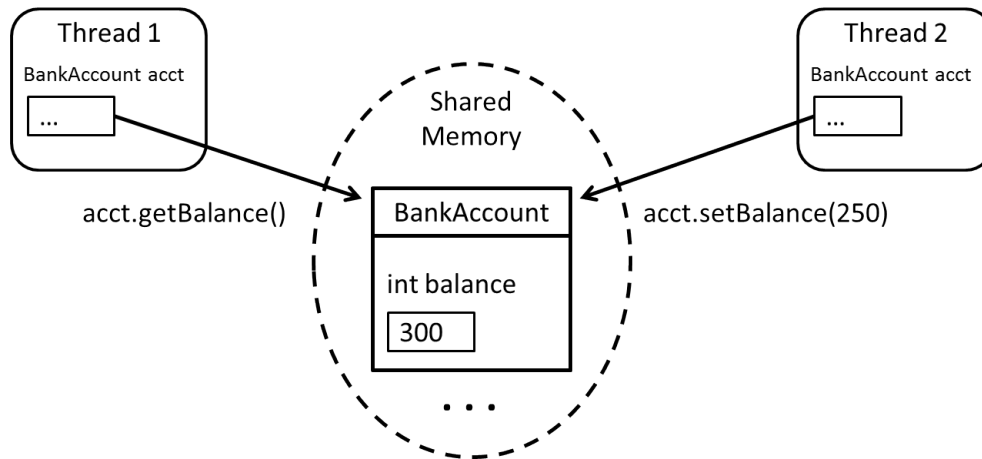 Thread 1
BankAccount acct
...
Thread 2
BankAccount acct
...
Shared
Memory
acct.getBalance()
acct.setBalance(250)
BankAccount
int balance
300
. . .